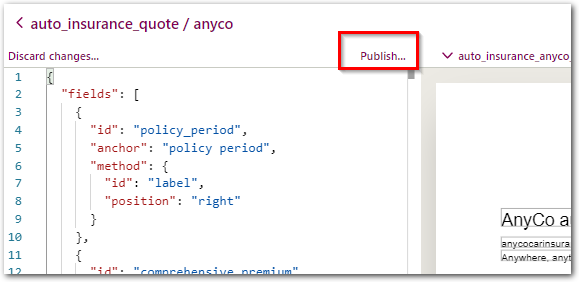 auto_insurance_quote / anyco
Discard changes... Publish... auto_insurance_anyco_
1 {
2 "fields": [
3 {
4 "id": "policy_period",
5 "anchor": "policy period",
6 "method": {
7 "id": "label",
8 "position": "right"
9 }
10 },
11 {
12 "id": "comprehensive_premium"
AnyCo a
anycocarinsura
Anywhere, anyt